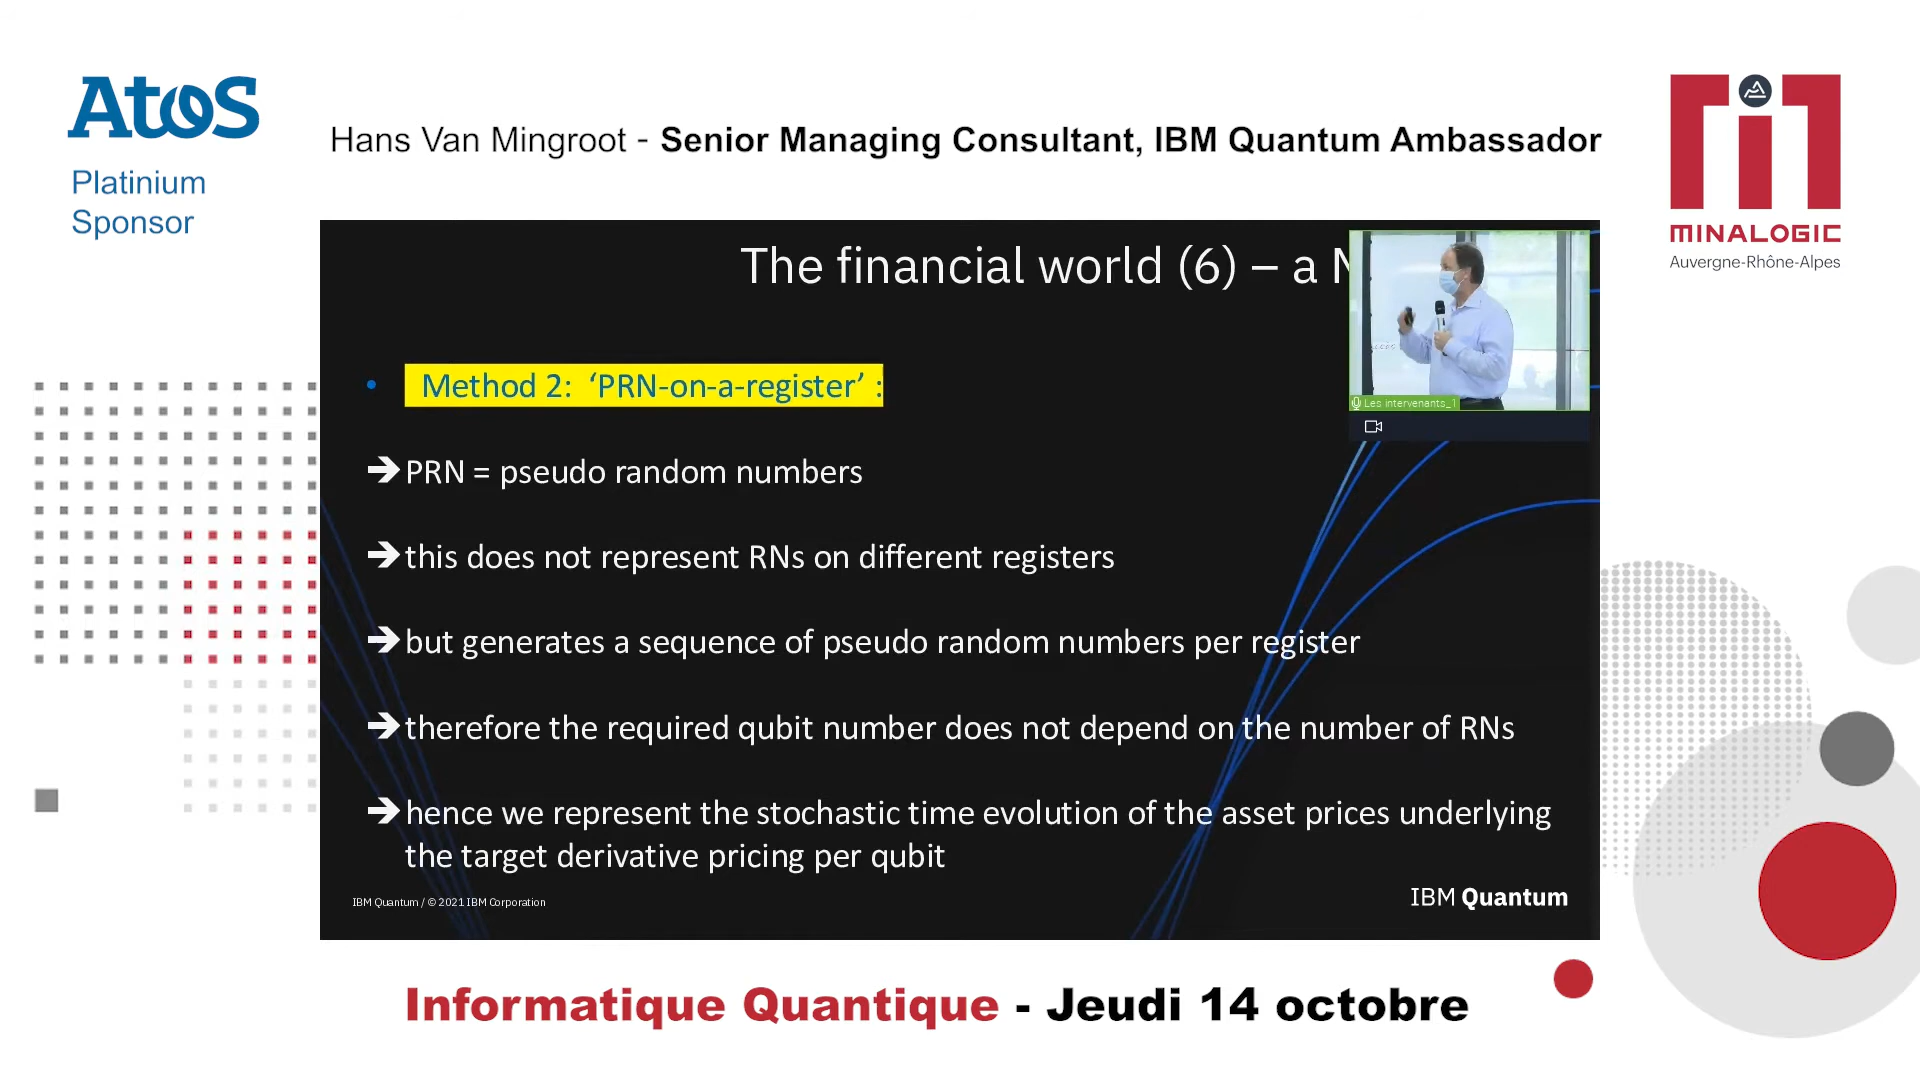 Atos
Platinium
Sponsor
Hans Van Mingroot - Senior Managing Consultant, IBM Quantum Ambassador
MINALOGIC
Auvergne-Rhône-Alpes
The financial world (6) – a
Les intervenants_1
• Method 2: ‘PRN-on-a-register’ :
➔PRN = pseudo random numbers
➔this does not represent RNs on different registers
➔but generates a sequence of pseudo random numbers per register
➔therefore the required qubit number does not depend on the number of RNs
➔hence we represent the stochastic time evolution of the asset prices underlying
the target derivative pricing per qubit
IBM Quantum / © 2021 IBM Corporation
IBM Quantum
Informatique Quantique - Jeudi 14 octobre